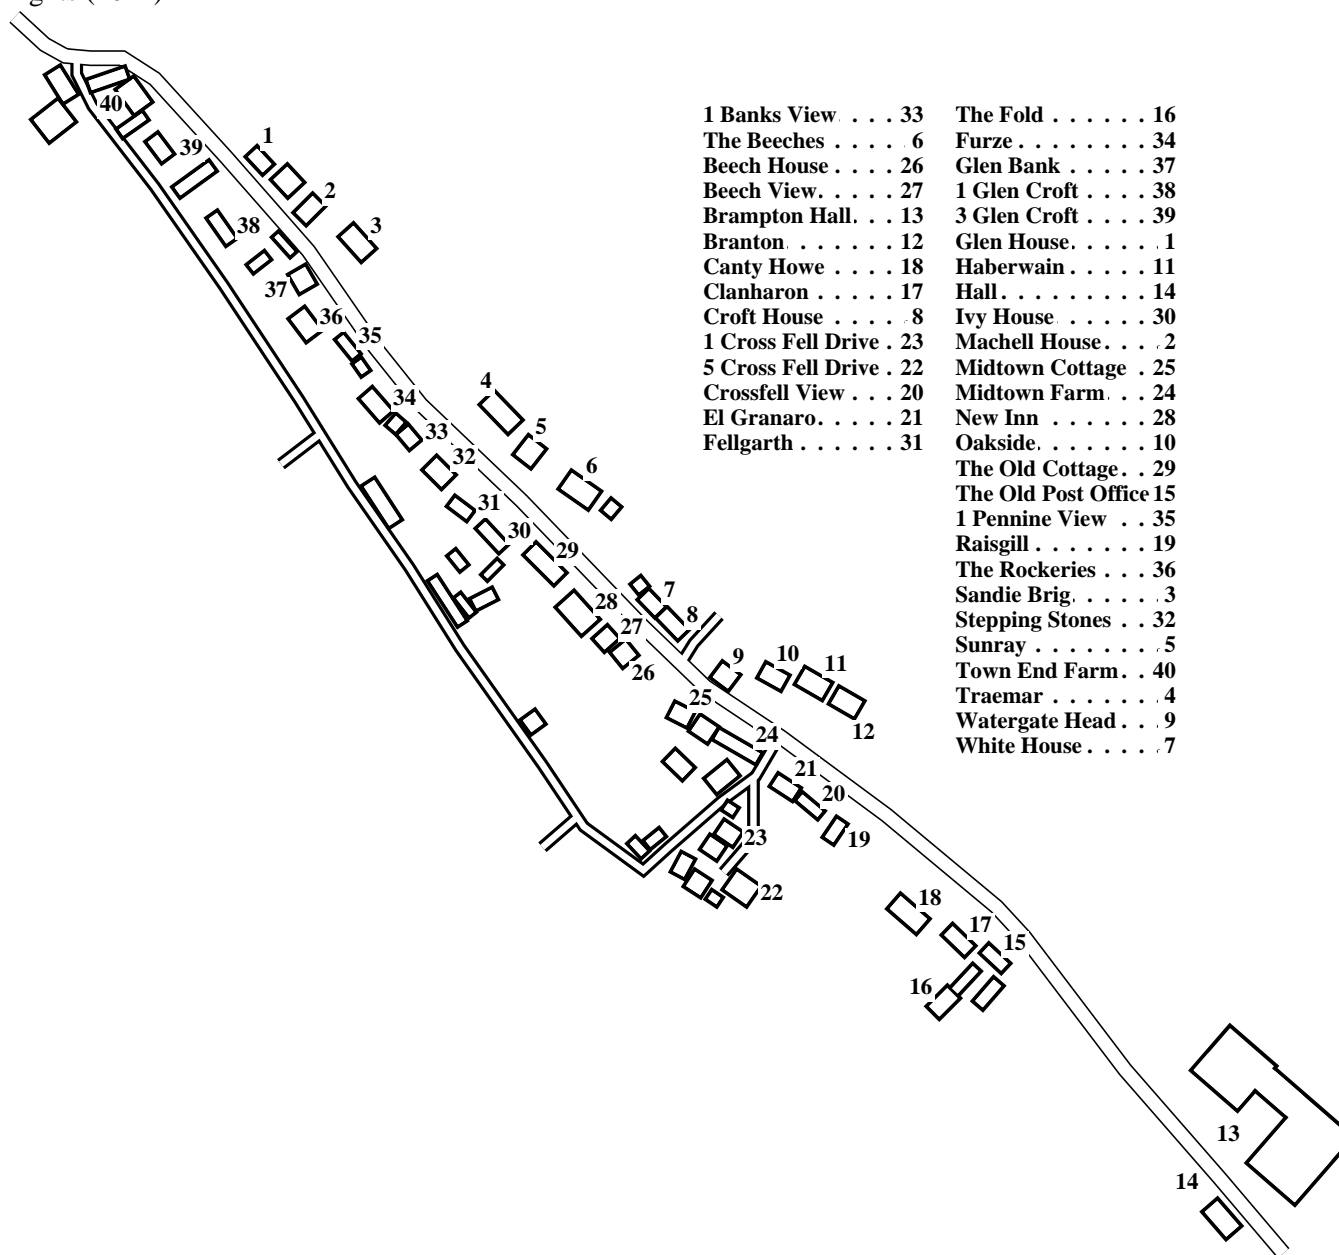 1 Banks View . . . 33
The Beeches . . . . 6
Beech House . . . . 26
Beech View. . . . . 27
Brampton Hall. . . 13
Branton. . . . . . . 12
Canty Howe . . . . 18
Clanharon . . . . . 17
Croft House . . . . . 8
1 Cross Fell Drive . 23
5 Cross Fell Drive . 22
Crossfell View . . . 20
El Granaro. . . . . 21
Fellgarth . . . . . . 31
The Fold . . . . . . 16
Furze . . . . . . . . 34
Glen Bank . . . . . 37
1 Glen Croft . . . . 38
3 Glen Croft . . . . 39
Glen House. . . . . . 1
Haberwain . . . . . 11
Hall . . . . . . . . . 14
Ivy House . . . . . . 30
Machell House. . . . 2
Midtown Cottage . 25
Midtown Farm. . . 24
New Inn . . . . . . 28
Oakside. . . . . . . 10
The Old Cottage. . 29
The Old Post Office 15
1 Pennine View . . 35
Raisgill . . . . . . . 19
The Rockeries . . . 36
Sandie Brig. . . . . . 3
Stepping Stones . . 32
Sunray . . . . . . . . 5
Town End Farm. . 40
Traemar . . . . . . . 4
Watergate Head . . . 9
White House . . . . . 7
40
1
39
2
3
38
37
36
35
4
34
5
33
32
6
31
30
29
7
28
8
27
26
9
10
11
25
12
24
21
20
23
19
22
18
17
15
16
13
14